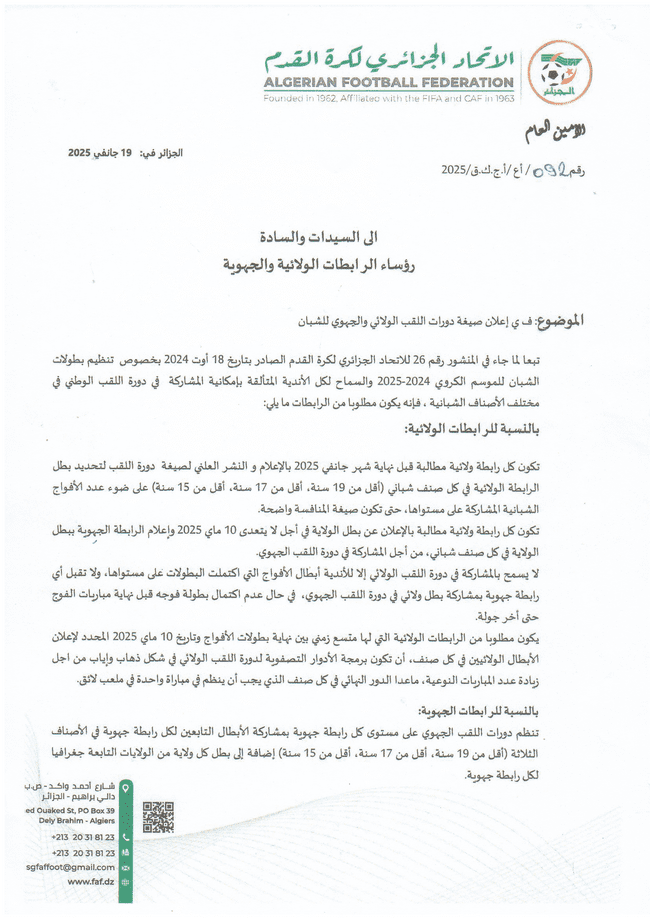 الاتحاد الجزائري لكرة القدم
ALGERIAN FOOTBALL FEDERATION
Founded in 1962, Affiliated with the FIFA and CAF in 1963
الجزائر
الامين العام
الجزائر في: 19 جانفي 2025
رقم 092/ أع /أ.ج.ك.ق/2025
الى السيدات والسادة
رؤساء الرابطات الولائية والجهوية
الموضوع: ف ي إعلان صيغة دورات اللقب الولائي والجهوي للشبان
تبعا لما جاء في المنشور رقم 26 للاتحاد الجزائري لكرة القدم الصادر بتاريخ 18 أوت 2024 بخصوص تنظيم بطولات
الشبان للموسم الكروي 2024-2025 والسماح لكل الأندية المتألقة بإمكانية المشاركة في دورة اللقب الوطني في
مختلف الأصناف الشبانية ، فإنه يكون مطلوبا من الرابطات ما يلي:
بالنسبة للرابطات الولائية:
تكون كل رابطة ولائية مطالبة قبل نهاية شهر جانفي 2025 بالإعلام و النشر العلني لصيغة دورة اللقب لتحديد بطل
الرابطة الولائية في كل صنف شباني (أقل من 19 سنة، أقل من 17 سنة، أقل من 15 سنة) على ضوء عدد الأفواج
الشبانية المشاركة على مستواها، حتى تكون صيغة المنافسة واضحة.
تكون كل رابطة ولائية مطالبة بالإعلان عن بطل الولاية في أجل لا يتعدى 10 ماي 2025 وإعلام الرابطة الجهوية ببطل
الولاية في كل صنف شباني، من أجل المشاركة في دورة اللقب الجهوي.
لا يسمح بالمشاركة في دورة اللقب الولائي إلا للأندية أبطال الأفواج التي اكتملت البطولات على مستواها، ولا تقبل أي
رابطة جهوية بمشاركة بطل ولائي في دورة اللقب الجهوي، في حال عدم اكتمال بطولة فوجه قبل نهاية مباريات الفوج
حتى أخر جولة.
يكون مطلوبا من الرابطات الولائية التي لها متسع زمني بين نهاية بطولات الأفواج وتاريخ 10 ماي 2025 المحدد لإعلان
الأبطال الولائيين في كل صنف، أن تكون برمجة الأدوار التصفوية لدورة اللقب الولائي في شكل ذهاب وإياب من اجل
زيادة عدد المباريات النوعية، ماعدا الدور النهائي في كل صنف الذي يجب أن ينظم في مباراة واحدة في ملعب لائق.
بالنسبة للرابطات الجهوية:
تنظم دورات اللقب الجهوي على مستوى كل رابطة جهوية بمشاركة الأبطال التابعين لكل رابطة جهوية في الأصناف
الثلاثة (أقل من 19 سنة، أقل من 17 سنة، أقل من 15 سنة) إضافة إلى بطل كل ولاية من الولايات التابعة جغرافيا
لكل رابطة جهوية.
شارع أحمد واكد - ص.ب
دالي براهيم - الجزائر
ed Ouaked St, PO Box 39
Dely Brahim - Algiers
+213 20 31 81 23
+213 20 31 81 23
sgfaffoot@gmail.com
www.faf.dz